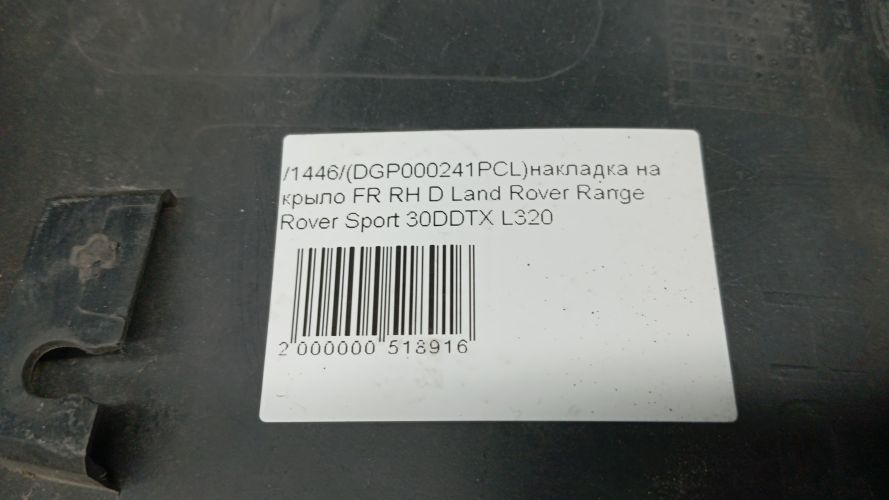 /1446/(DGP000241PCL)накладка на
крыло FR RH D Land Rover Range
Rover Sport 30DDTX L320
2 000000 518916